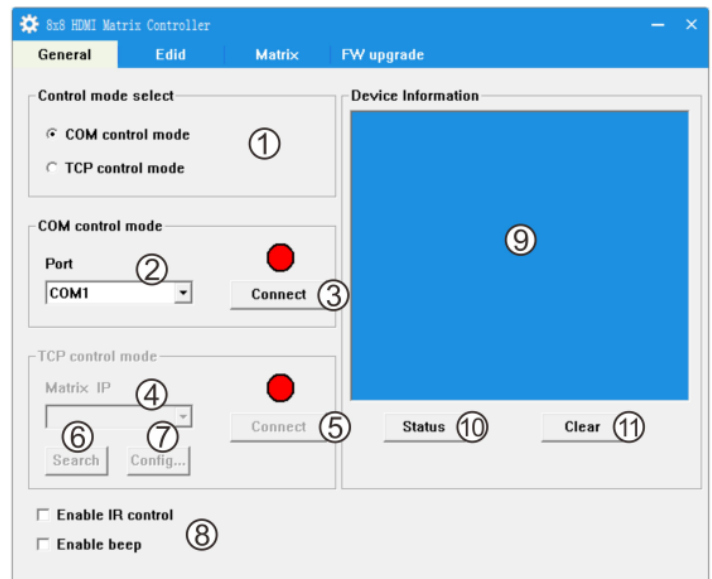 8x8 HDMI Matrix Controller
General Edid Matrix FW upgrade
Control mode select
COM control mode
TCP control mode
①
COM control mode
Port
②
COM1
Connect ③
TCP control mode
Matrix IP
④
Connect ⑤
⑥ ⑦
Search Config...
Enable IR control
Enable beep
⑧
Device Information
⑨
Status ⑩ Clear ⑪